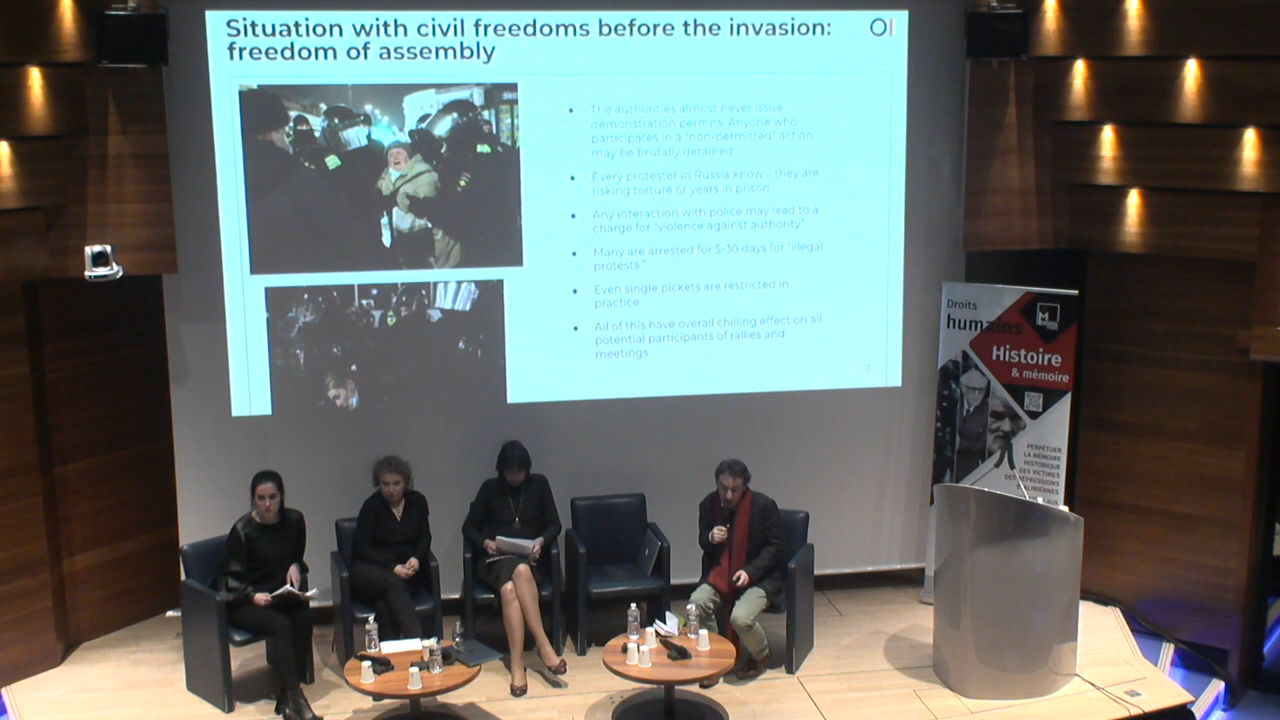 Situation with civil freedoms before the invasion:
freedom of assembly
OI
The authorities almost never issue
demonstration permits. Anyone who
participates in a "non-permitted" action
may be brutally detained
Every protester in Russia know - they are
risking torture or years in prison
Any interaction with police may lead to a
charge for "violence against authority"
Many are arrested for 5-30 days for "illegal
protests."
Even single pickets are restricted in
practice
All of this have overall chilling effect on all
potential participants of rallies and
meetings
11
Droits
humains
Histoire
& mémoire
PERPÉTUER
LA MÉMOIRE
HISTORIQUE
DES VICTIMES
DES RÉPRESSIONS
STALINIENNES